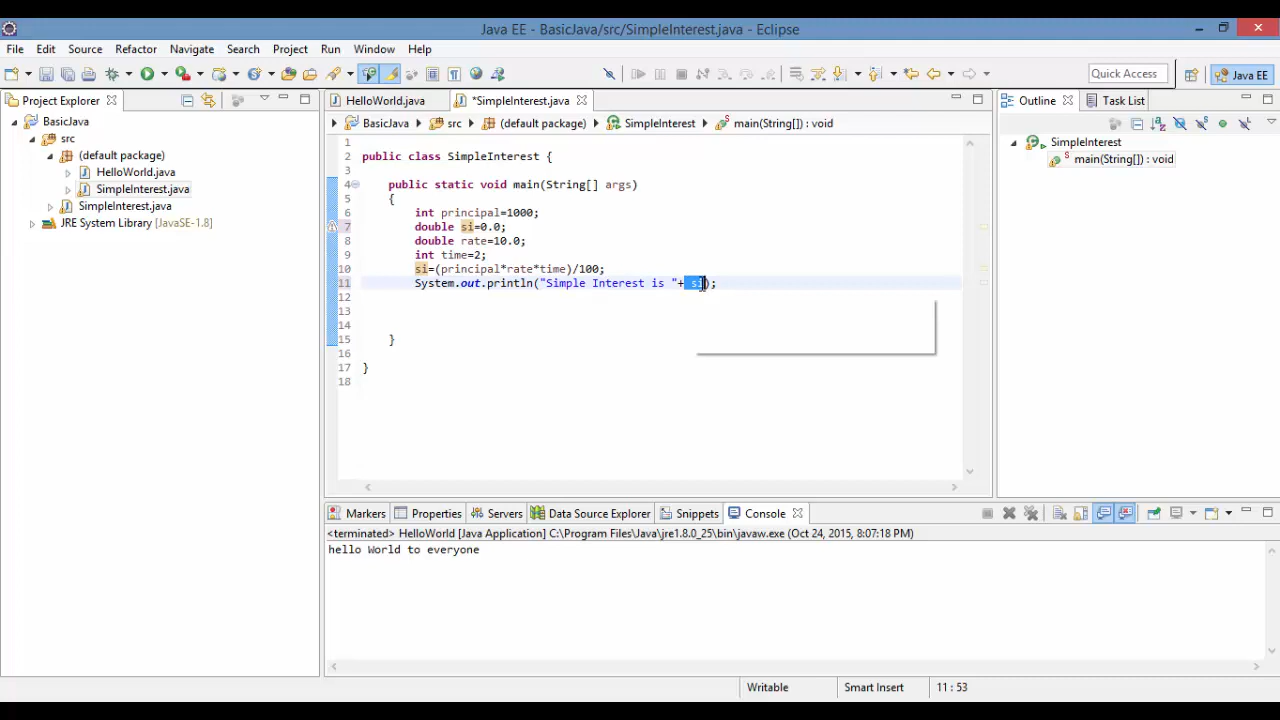 Java EE - BasicJava/src/SimpleInterest.java - Eclipse
File Edit Source Refactor Navigate Search Project Run Window Help
Quick Access Java EE
Project Explorer HelloWorld.java *SimpleInterest.java Outline Task List
BasicJava BasicJava src (default package) SimpleInterest main(String[]) : void
src
(default package)
HelloWorld.java
SimpleInterest.java
SimpleInterest.java
JRE System Library [JavaSE-1.8]
1
2 public class SimpleInterest {
3
4 public static void main(String[] args)
5 {
6 int principal=1000;
7 double si=0.0;
8 double rate=10.0;
9 int time=2;
10 si=(principal*rate*time)/100;
11 System.out.println("Simple Interest is "+ si);
12
13
14
15 }
16
17 }
18
SimpleInterest
main(String[]) : void
Markers Properties Servers Data Source Explorer Snippets Console
<terminated> HelloWorld [Java Application] C:\Program Files\Java\jre1.8.0_25\bin\javaw.exe (Oct 24, 2015, 8:07:18 PM)
hello World to everyone
Writable Smart Insert 11 : 53